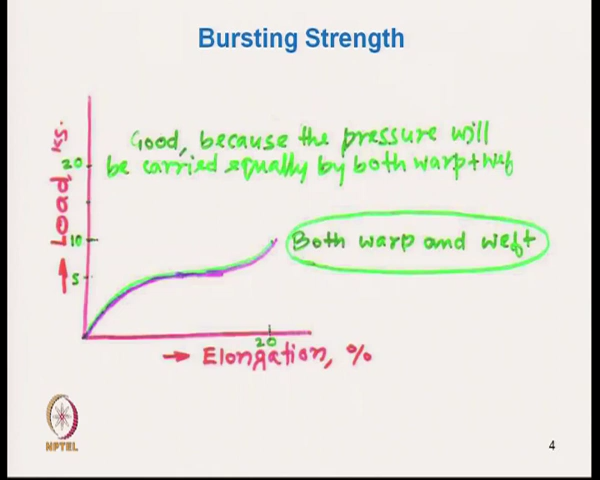 Bursting Strength
Good, because the pressure will
be carried equally by both warp + weft
Load kg.
20
10
5
Both warp and weft
20
Elongation, %
NPTEL
4